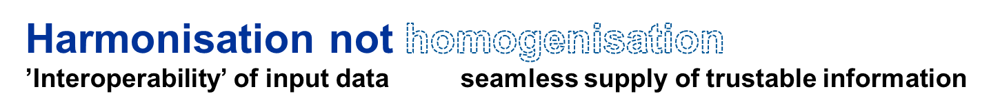 Harmonisation not homogenisation
’Interoperability’ of input data seamless supply of trustable information